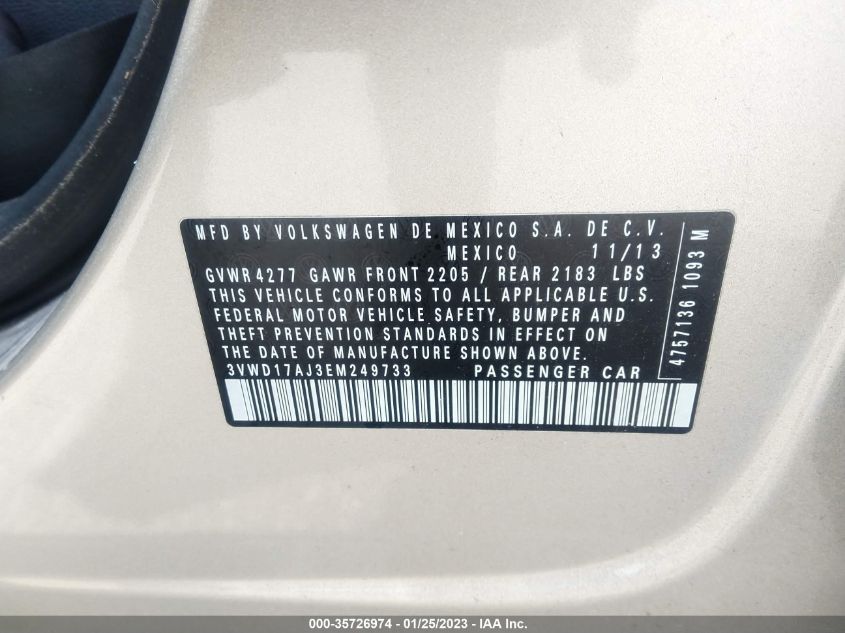 MFD BY VOLKSWAGEN DE MEXICO S.A. DE C.V.
MEXICO 11/13
GVWR 4277 GAWR FRONT 2205 / REAR 2183 LBS
THIS VEHICLE CONFORMS TO ALL APPLICABLE U.S.
FEDERAL MOTOR VEHICLE SAFETY, BUMPER AND
THEFT PREVENTION STANDARDS IN EFFECT ON
THE DATE OF MANUFACTURE SHOWN ABOVE.
3VWD17AJ3EM249733 PASSENGER CAR
4757136 1093 M
000-35726974 / 01/25/2023 / IAA Inc.